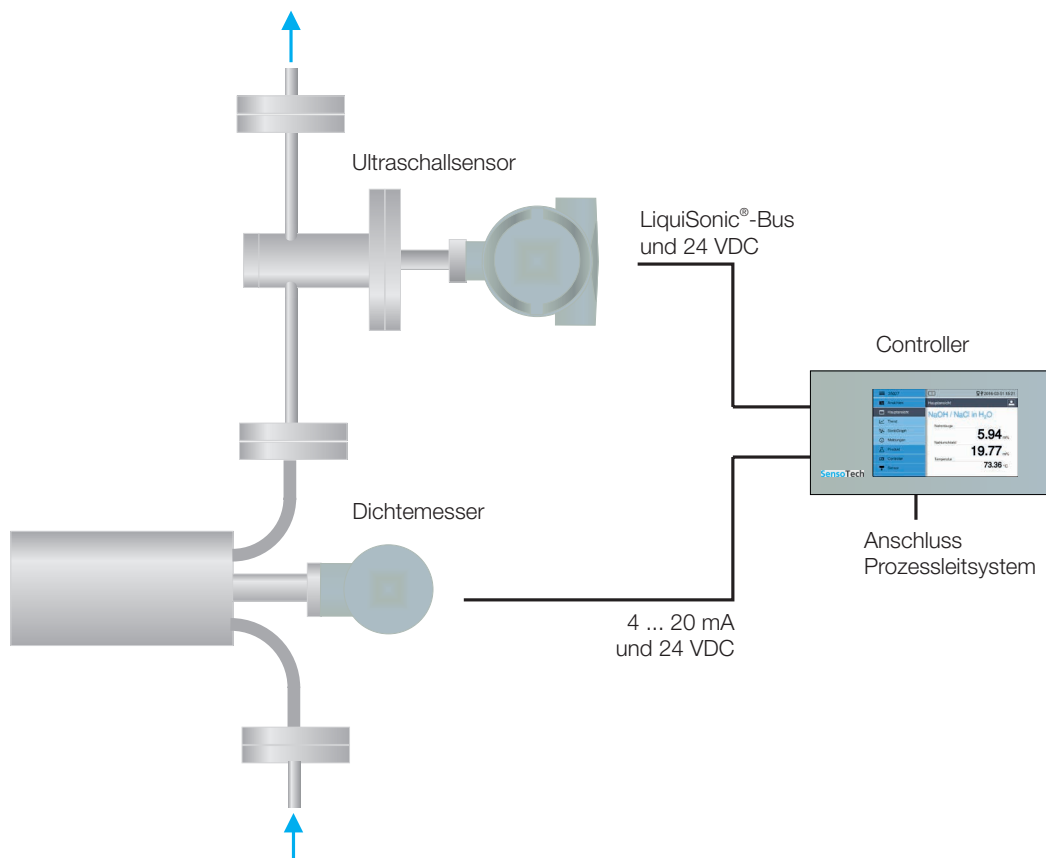 Ultraschallsensor
LiquiSonic®-Bus
und 24 VDC
Controller
Hauptansicht
NaOH / NaCl in H₂O
5.94
19.77
73.36 °C
SensoTech
Dichtemesser
Anschluss
Prozessleitsystem
4 ... 20 mA
und 24 VDC